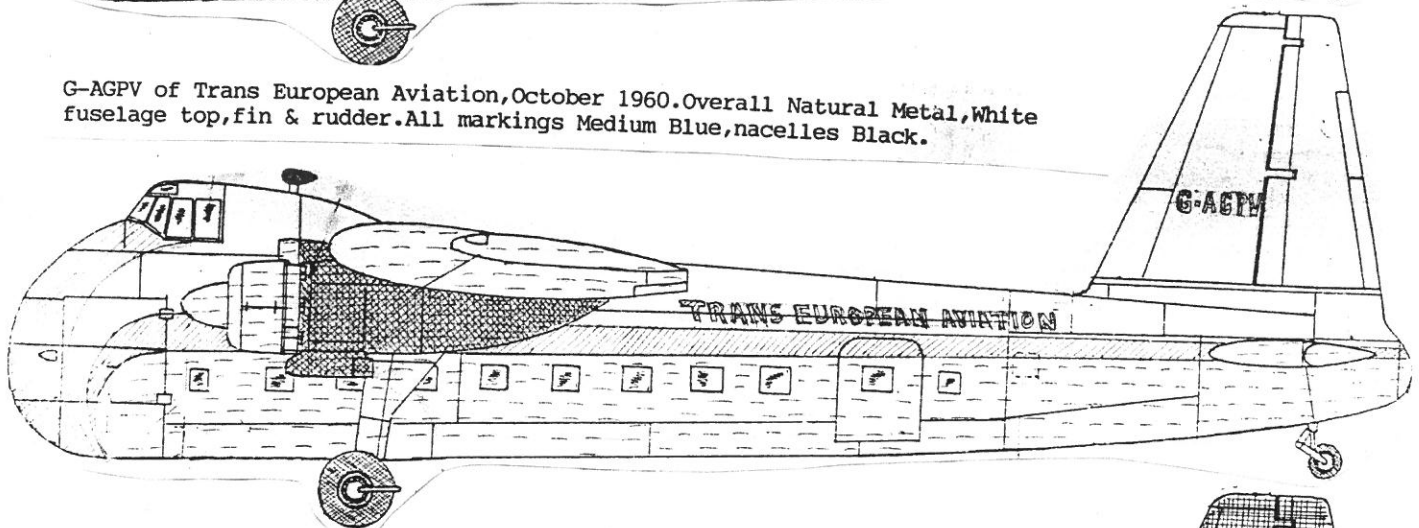 G-AGPV of Trans European Aviation,October 1960.Overall Natural Metal,White
fuselage top,fin & rudder.All markings Medium Blue,nacelles Black.
G-AGPV
TRANS EUROPEAN AVIATION